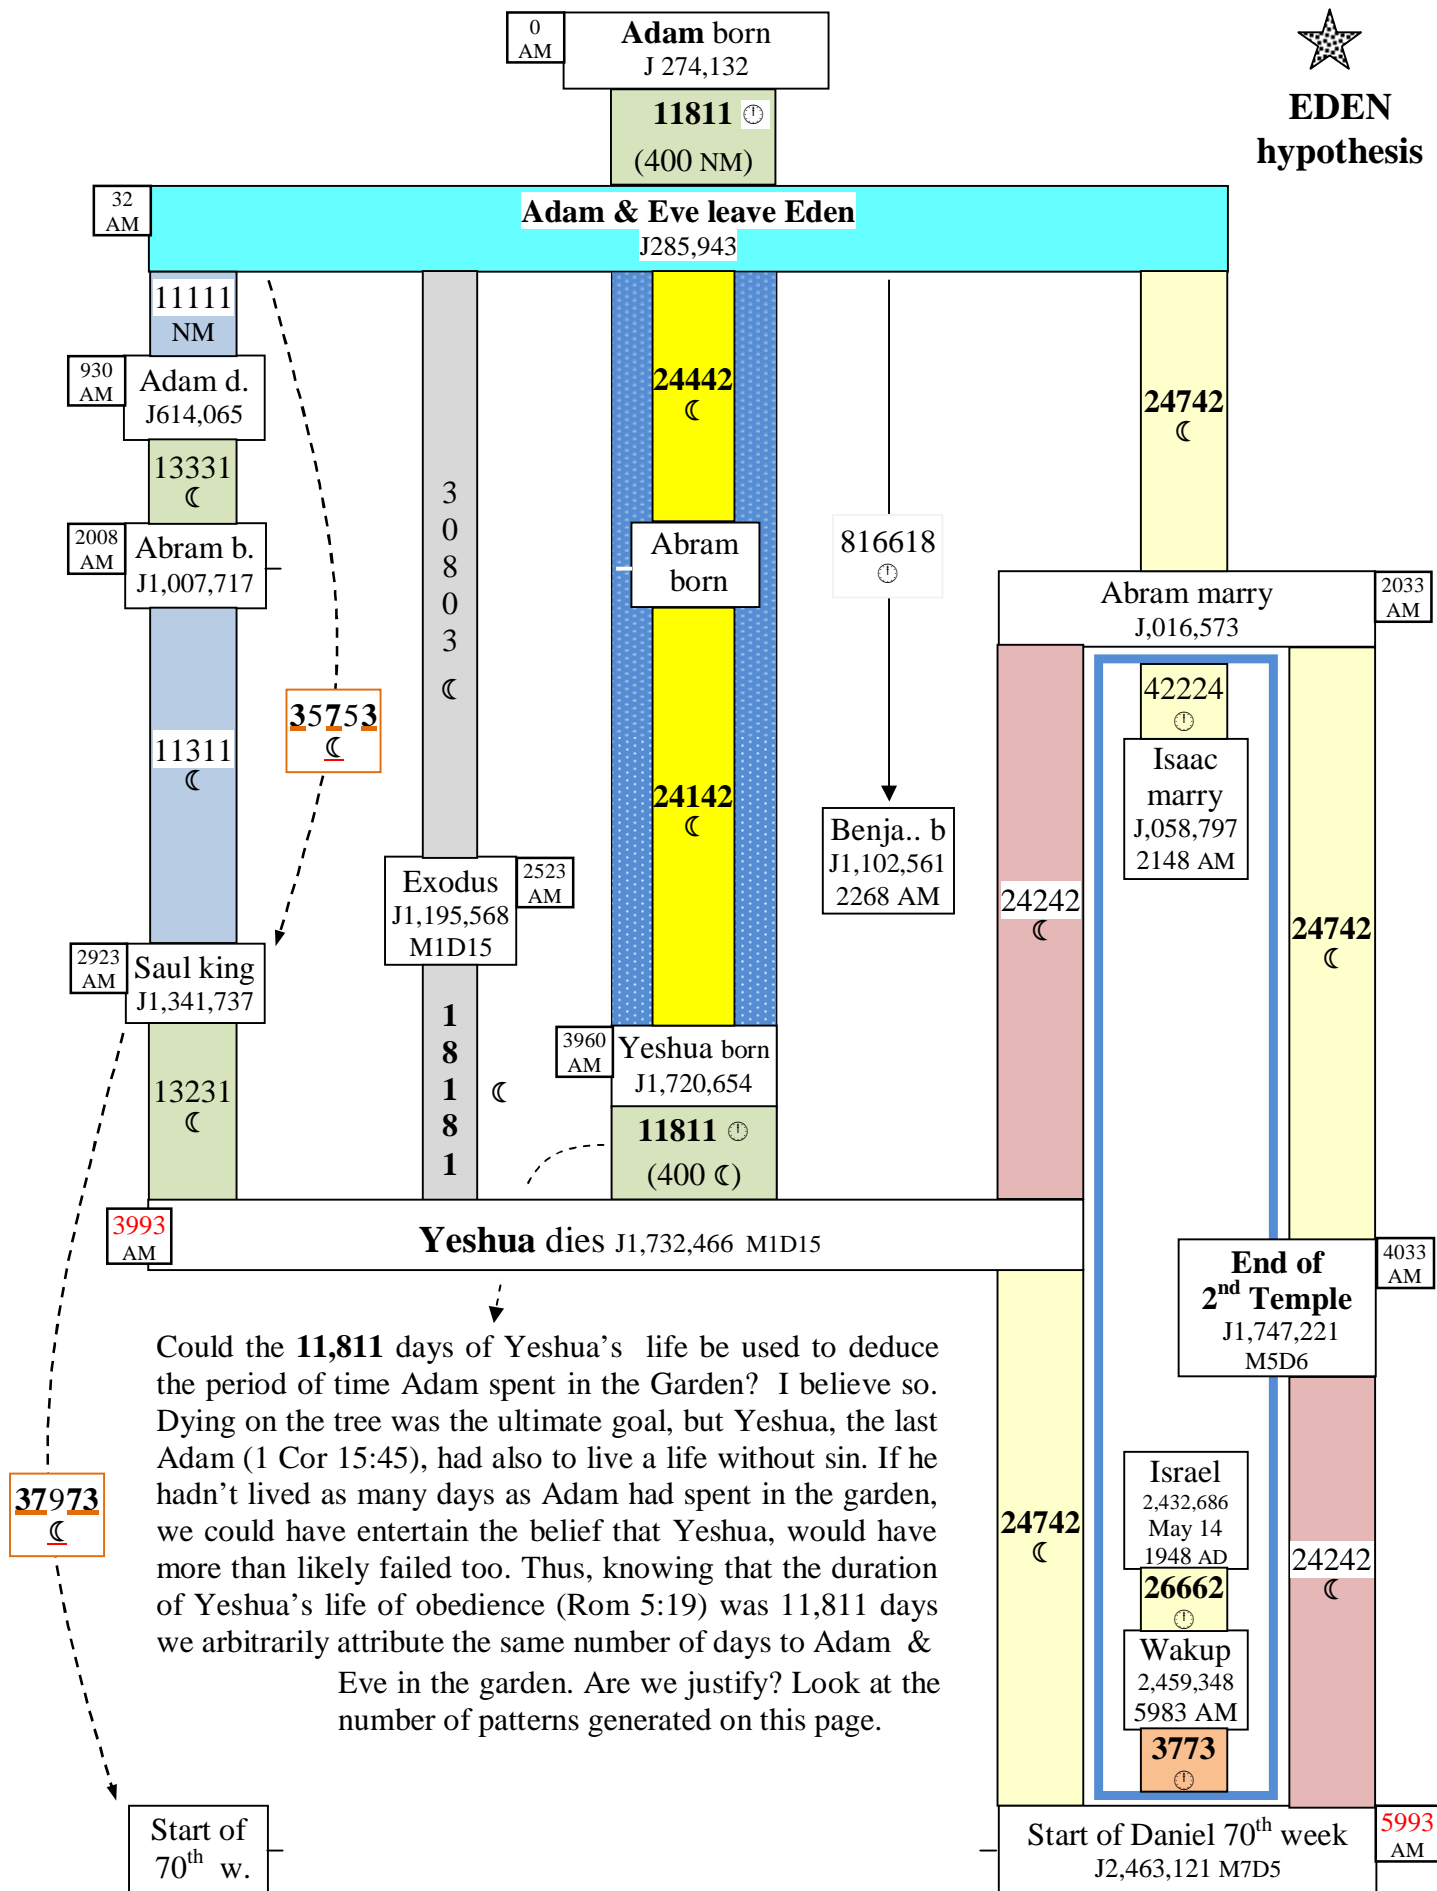 0
AM
Adam born
J 274,132
EDEN
hypothesis
11811
(400 NM)
32
AM
Adam & Eve leave Eden
J285,943
11111
NM
930
AM
Adam d.
J614,065
13331
☾
2008
AM
Abram b.
J1,007,717
11311
☾
35753
☾
2923
AM
Saul king
J1,341,737
13231
☾
3
0
8
0
3
☾
Exodus
J1,195,568
M1D15
2523
AM
1
8
1
8
1
☾
24442
☾
Abram
born
24142
☾
3960
AM
Yeshua born
J1,720,654
11811
(400 ☾)
816618
Benja.. b
J1,102,561
2268 AM
24742
☾
Abram marry
J,016,573
2033
AM
42224
Isaac
marry
J,058,797
2148 AM
24242
☾
24742
☾
3993
AM
Yeshua dies J1,732,466 M1D15
End of
2nd Temple
J1,747,221
M5D6
4033
AM
Could the 11,811 days of Yeshua's life be used to deduce
the period of time Adam spent in the Garden? I believe so.
Dying on the tree was the ultimate goal, but Yeshua, the last
Adam (1 Cor 15:45), had also to live a life without sin. If he
hadn't lived as many days as Adam had spent in the garden,
we could have entertain the belief that Yeshua, would have
more than likely failed too. Thus, knowing that the duration
of Yeshua's life of obedience (Rom 5:19) was 11,811 days
we arbitrarily attribute the same number of days to Adam &
Eve in the garden. Are we justify? Look at the
number of patterns generated on this page.
37973
☾
24742
☾
Israel
2,432,686
May 14
1948 AD
26662
Wakup
2,459,348
5983 AM
3773
24242
☾
Start of
70th w.
Start of Daniel 70th week
J2,463,121 M7D5
5993
AM